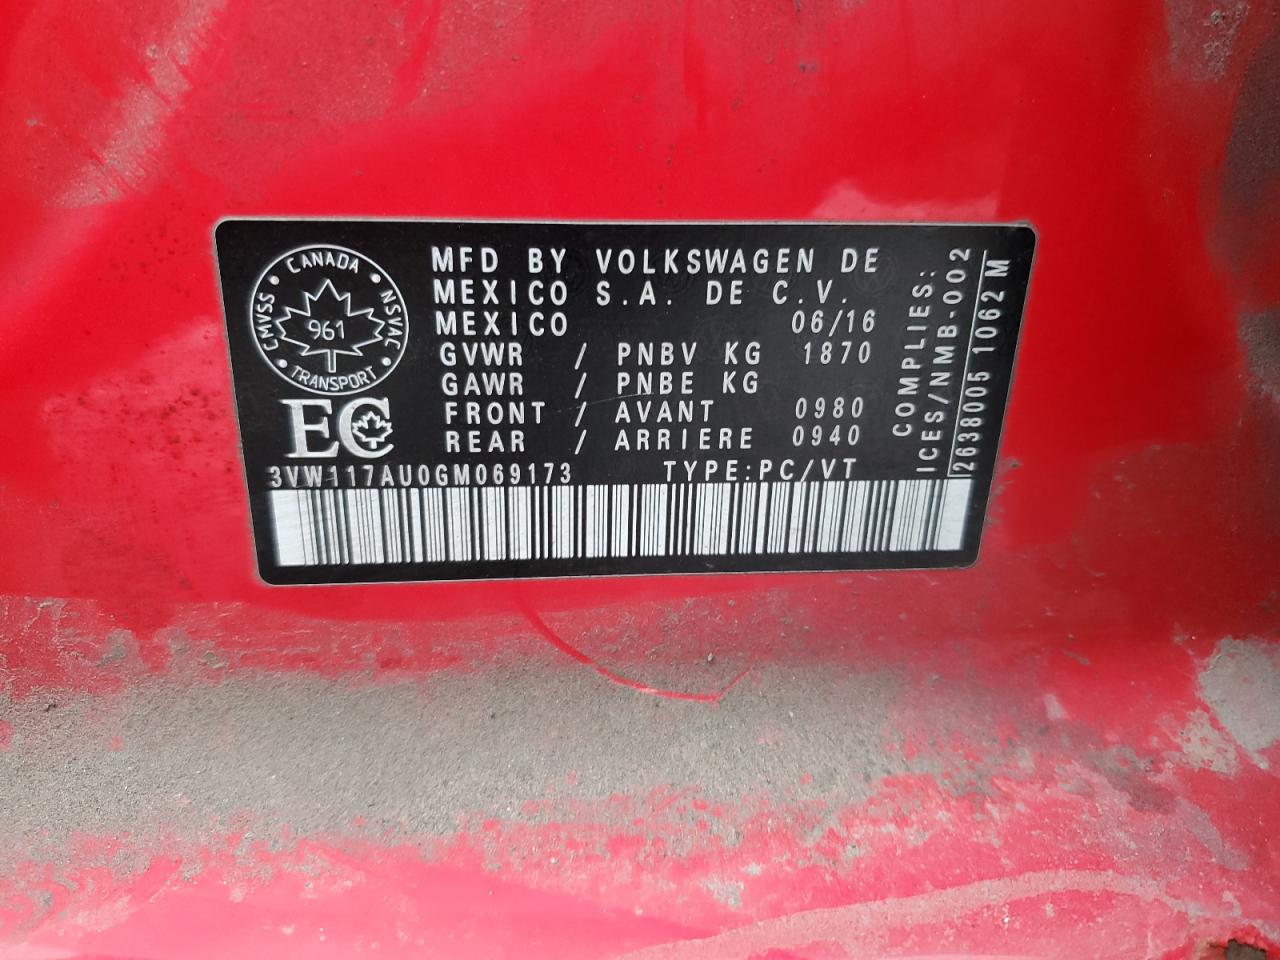 CANADA
CMVSS
NSVAC
961
TRANSPORT
EC
MFD BY VOLKSWAGEN DE
MEXICO S.A. DE C.V.
MEXICO 06/16
GVWR / PNBV KG 1870
GAWR / PNBE KG
FRONT / AVANT 0980
REAR / ARRIERE 0940
3VW117AU0GM069173 TYPE:PC/VT
COMPLIES:
ICES/NMB-002
2638005 1062 M